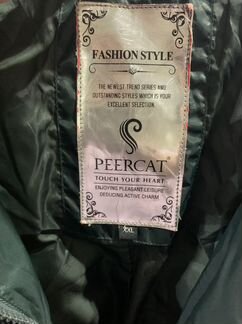 FASHION STYLE
THE NEWEST TREND SERIES AND
OUTSTANDING STYLES WHICH IS YOUR
EXCELLENT SELECTION.
PEERCAT®
TOUCH YOUR HEART
ENJOYING PLEASANT-LEISURE
DEDUCING ACTIVE CHARM